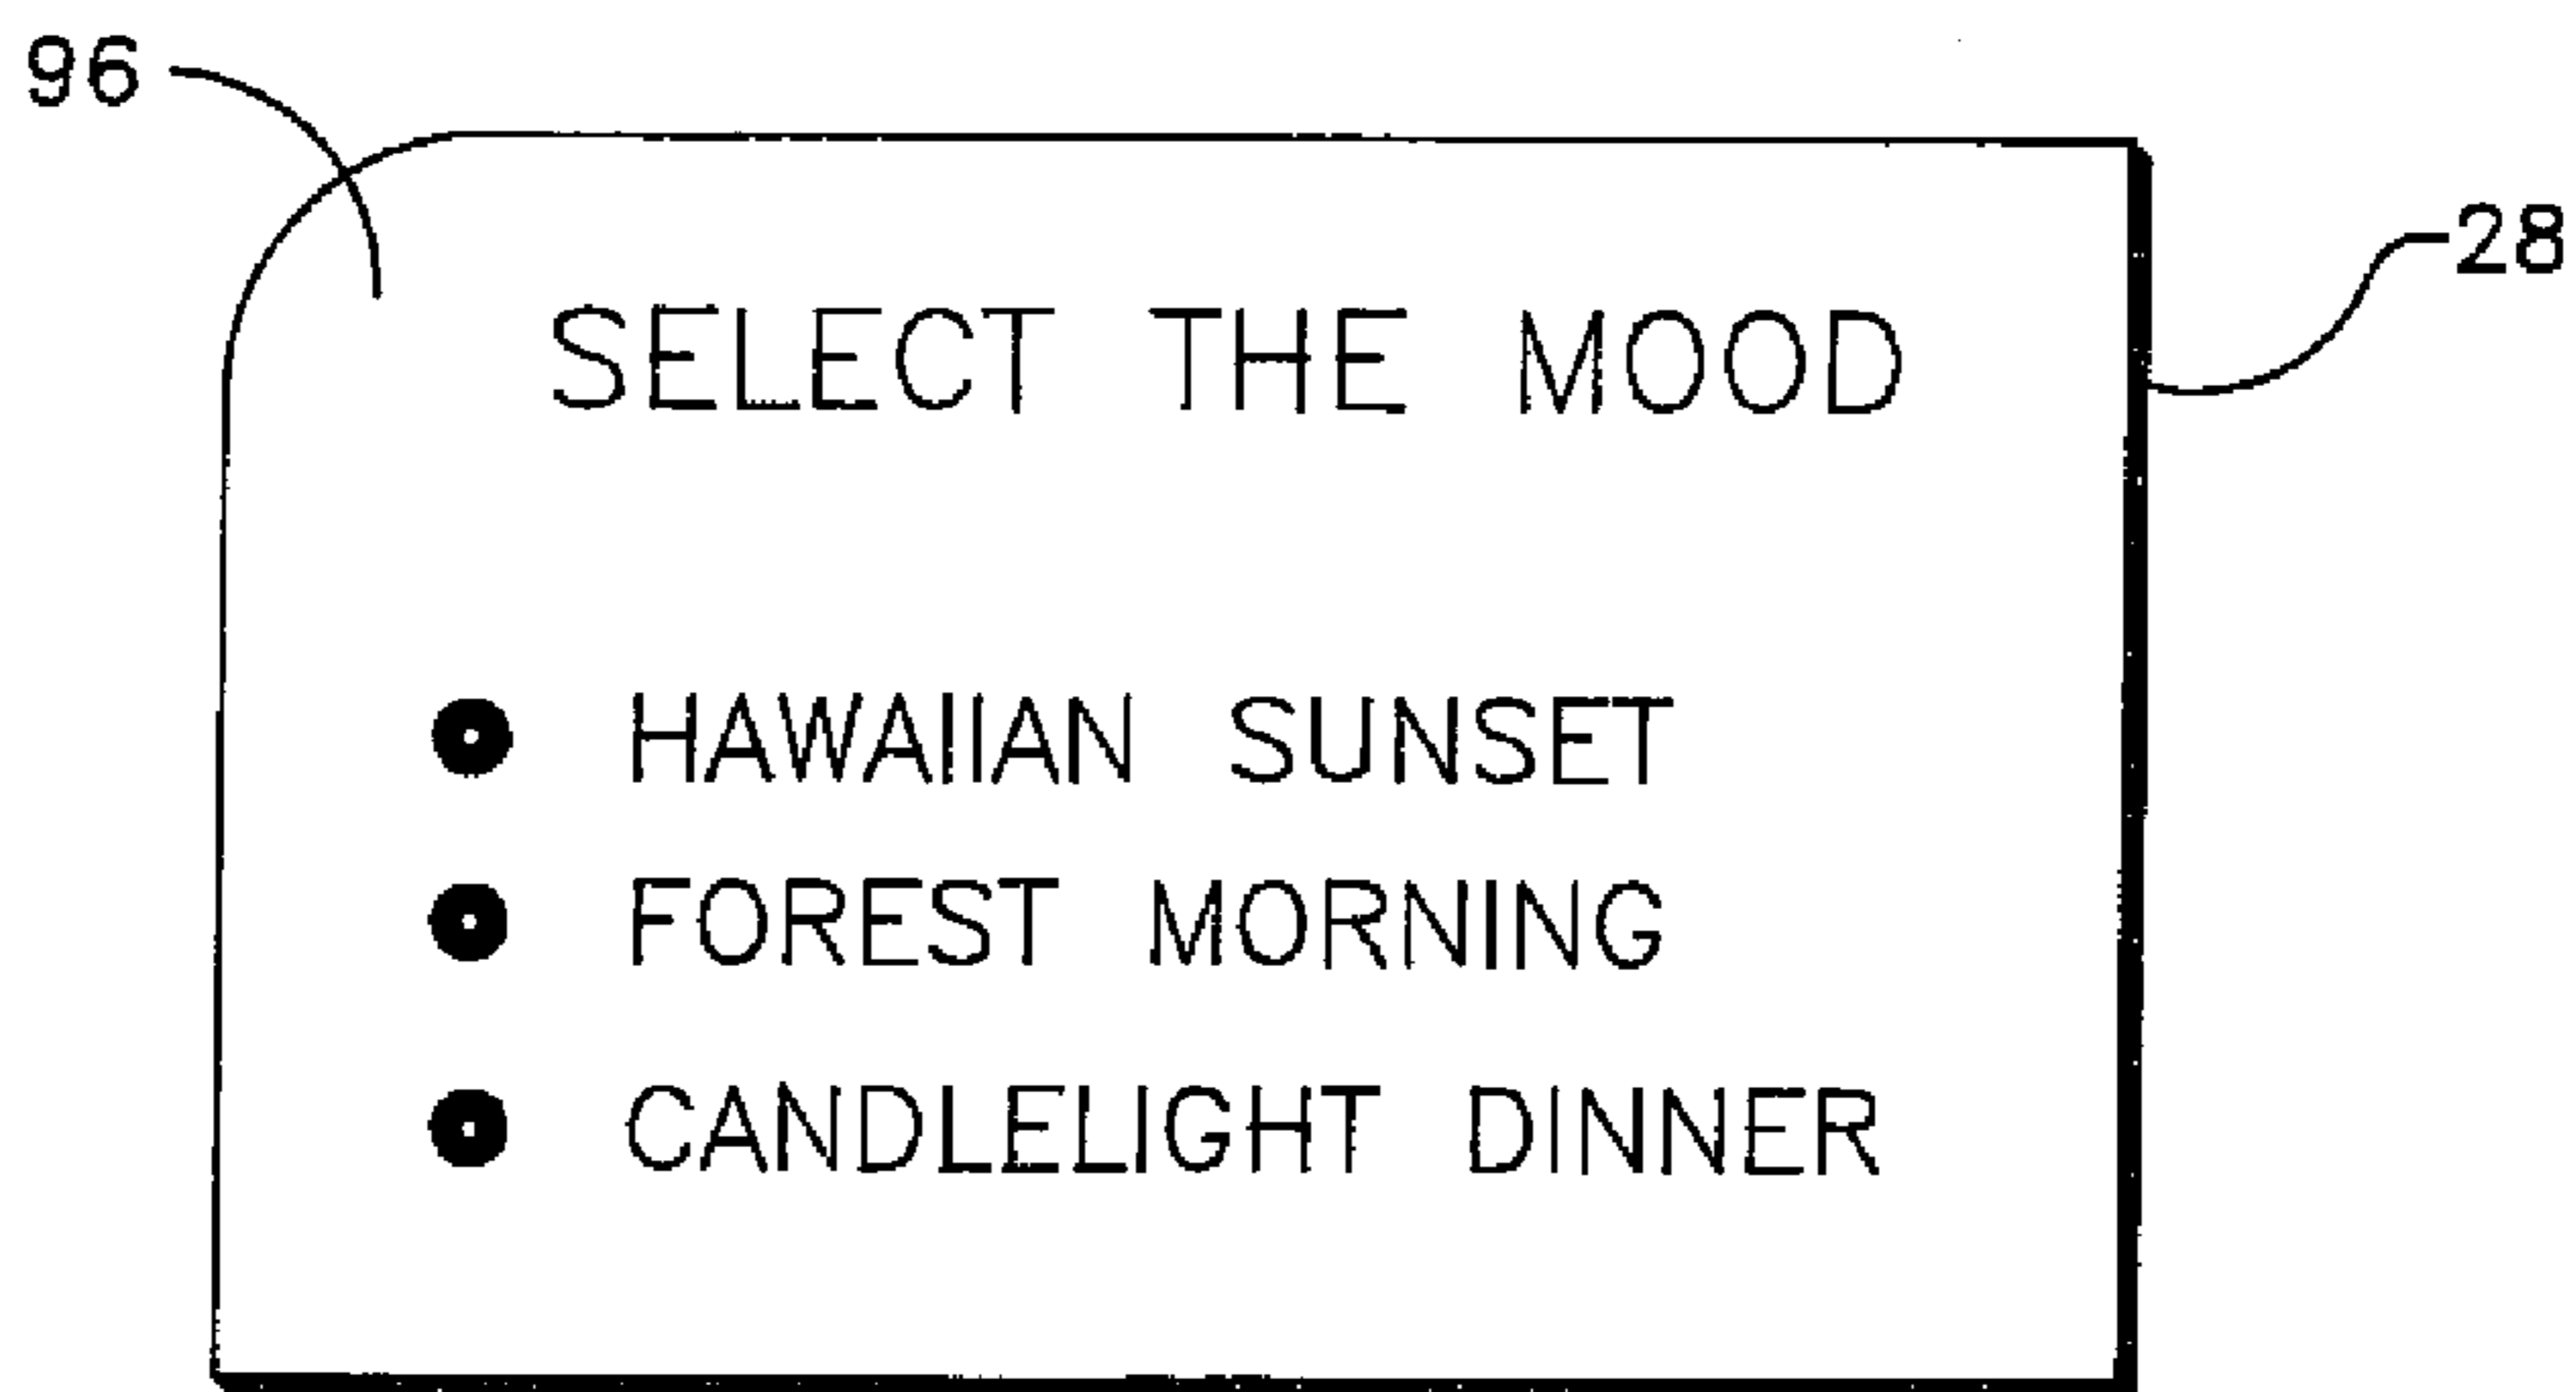 96
28
SELECT THE MOOD
HAWAIIAN SUNSET
FOREST MORNING
CANDLELIGHT DINNER